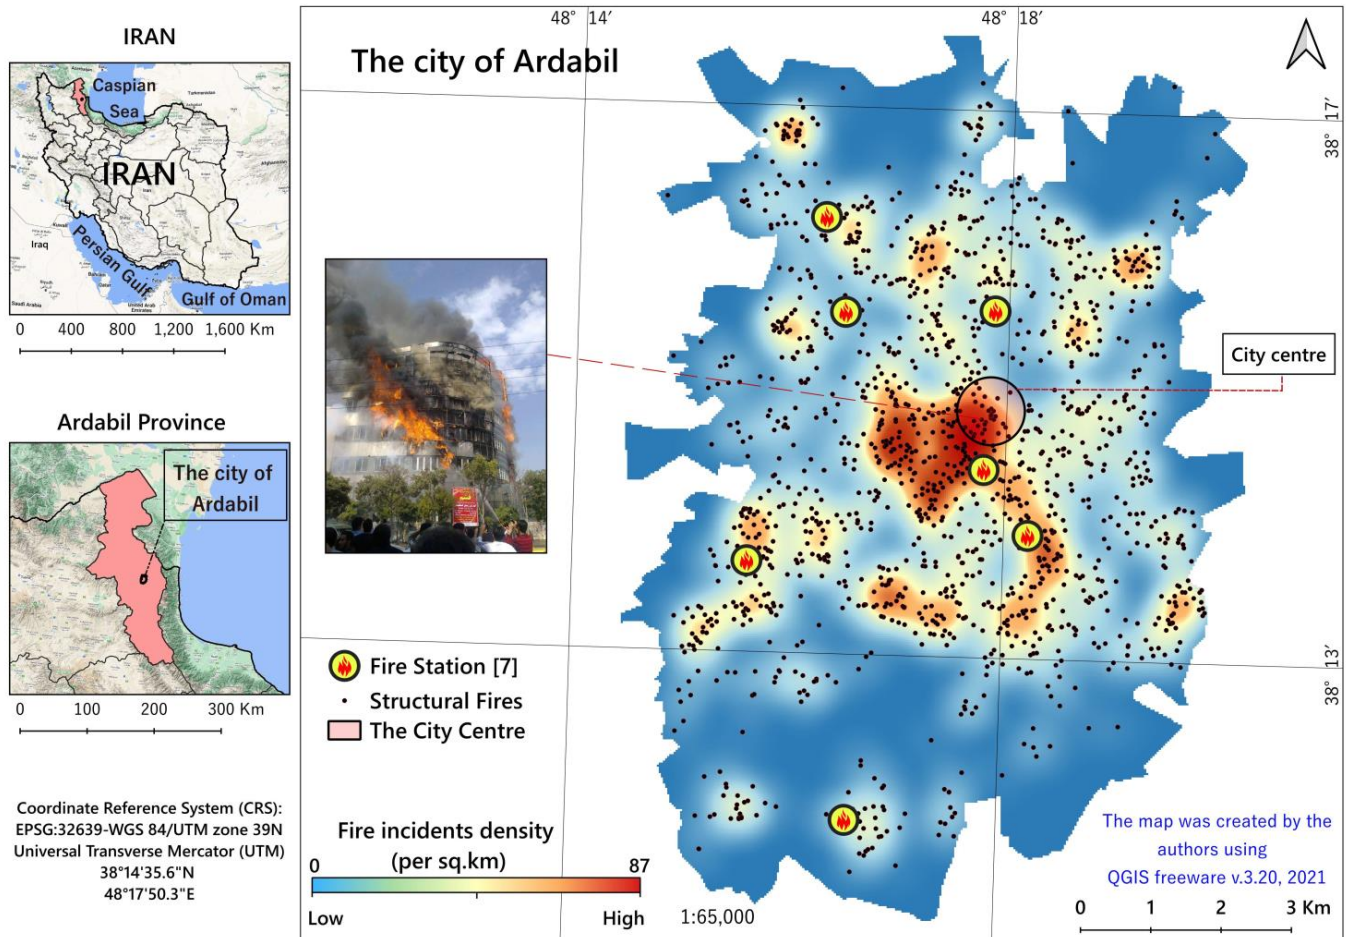 IRAN
Caspian
Sea
IRAN
Iraq
Persian Gulf
Gulf of Oman
0 400 800 1,200 1,600 Km
Ardabil Province
The city of
Ardabil
0 100 200 300 Km
Coordinate Reference System (CRS):
EPSG:32639-WGS 84/UTM zone 39N
Universal Transverse Mercator (UTM)
38°14'35.6"N
48°17'50.3"E
48° 14′ 48° 18′
The city of Ardabil
38° 17′
City centre
38° 13′
Fire Station [7]
Structural Fires
The City Centre
Fire incidents density
(per sq.km)
0 87
Low High
1:65,000
The map was created by the
authors using
QGIS freeware v.3.20, 2021
0 1 2 3 Km